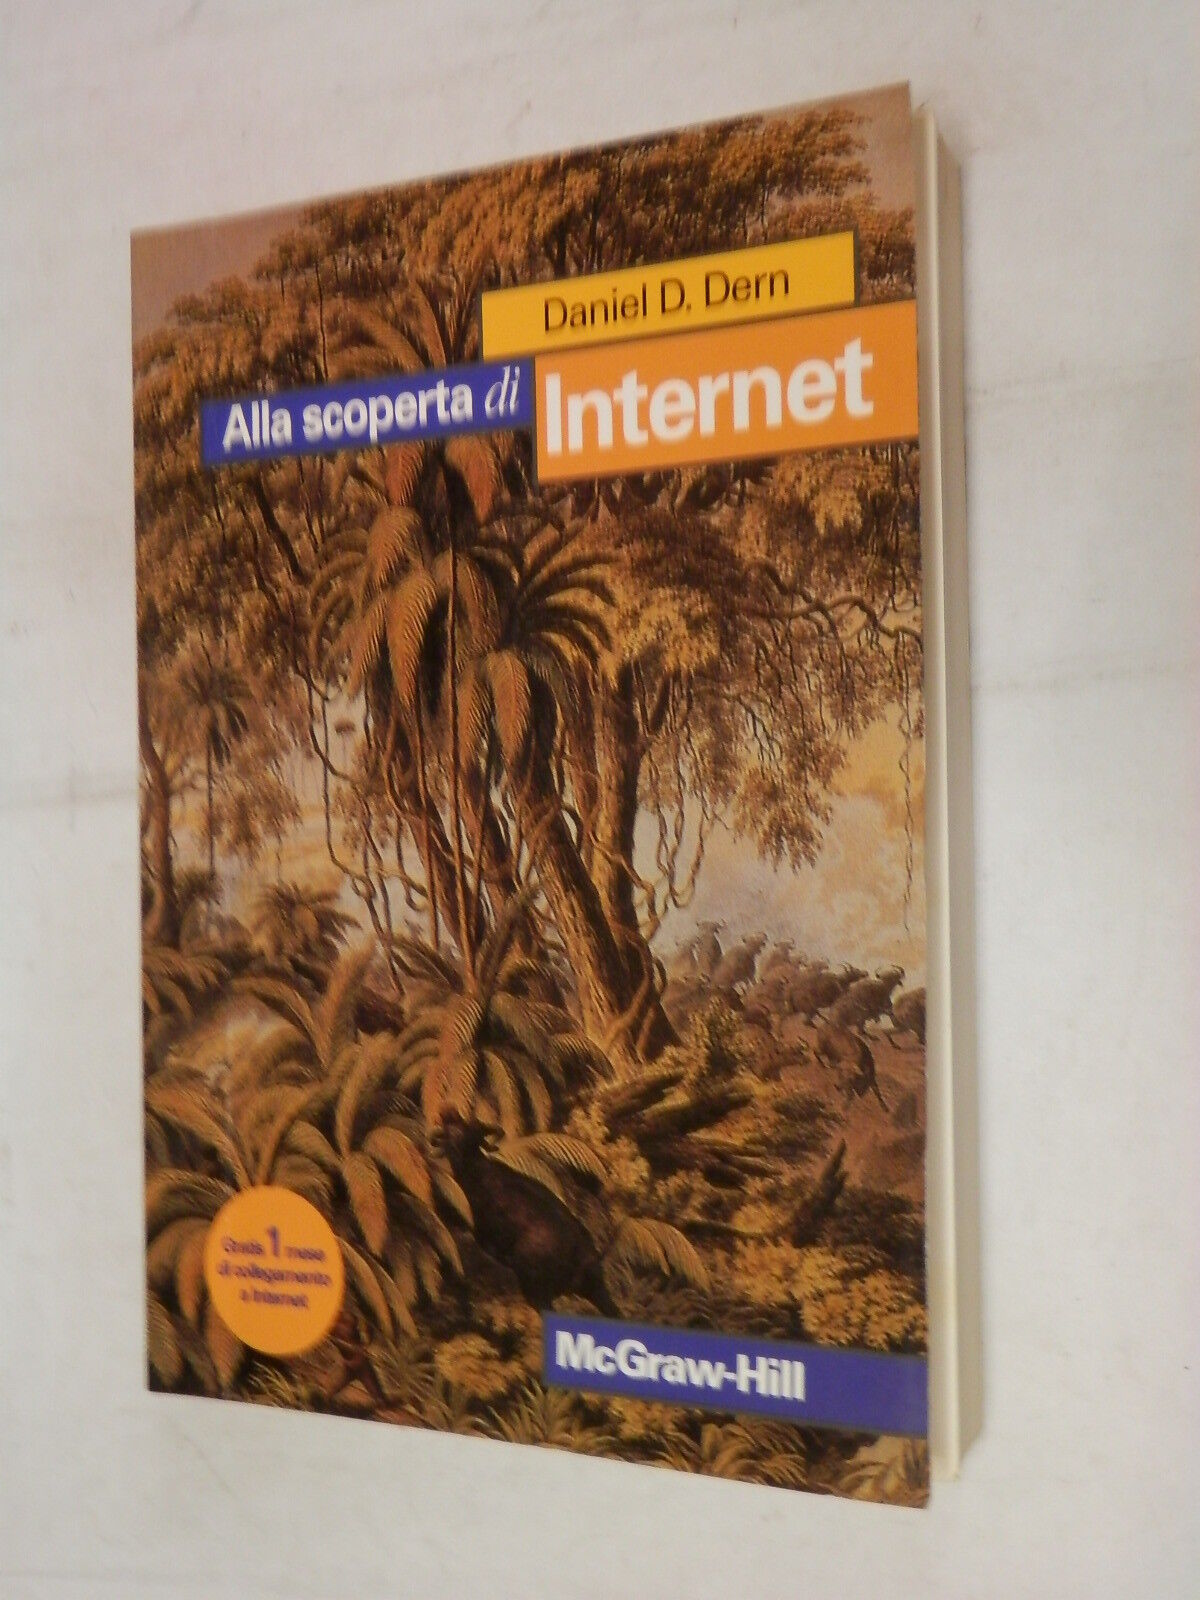 Daniel D. Dern
Alla scoperta di Internet
Gratis 1 mese
di collegamento
a Internet
McGraw-Hill